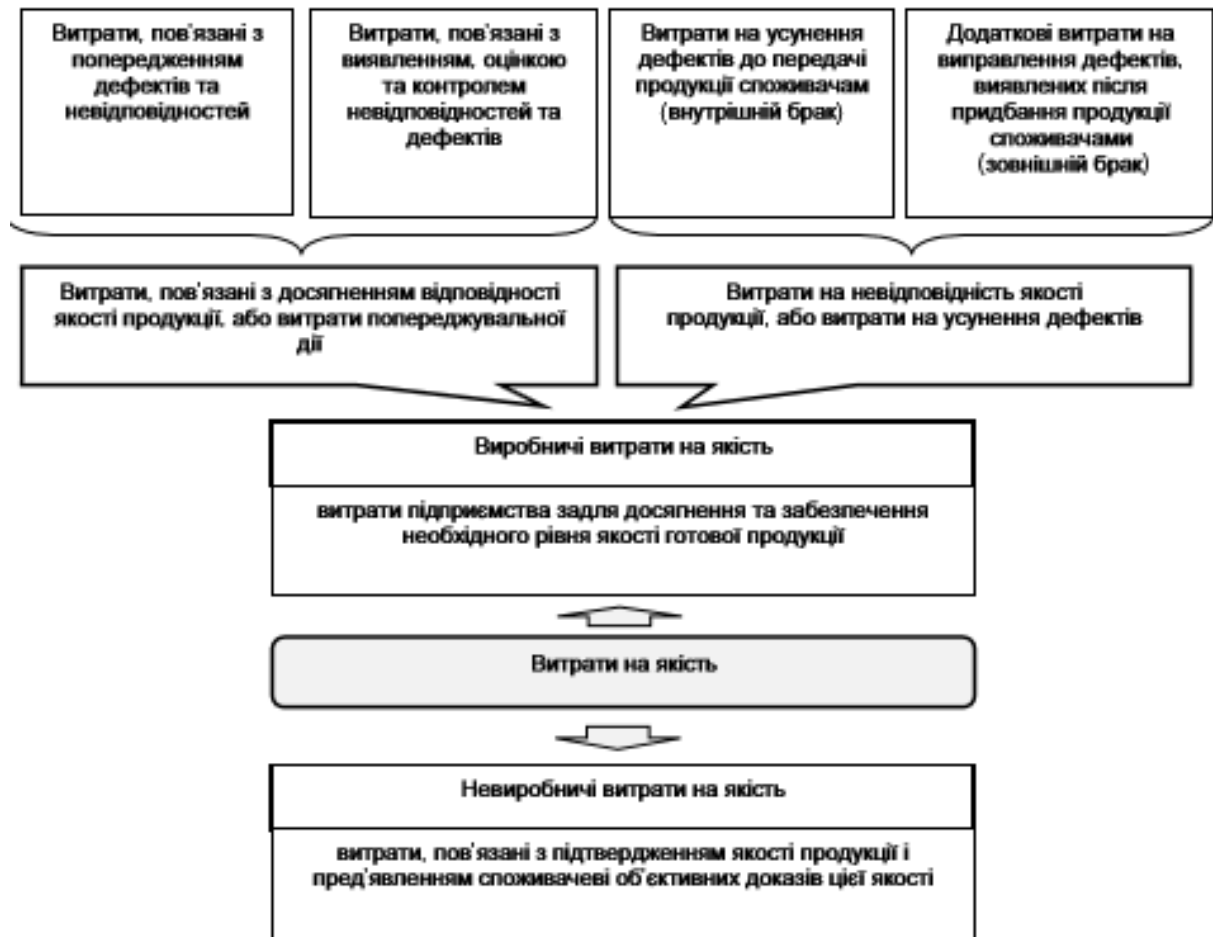 Витрати, пов'язані з
попередженням
дефектів та
невідповідностей
Витрати, пов'язані з
виявленням, оцінкою
та контролем
невідповідностей та
дефектів
Витрати на усунення
дефектів до передачі
продукції споживачам
(внутрішній брак)
Додаткові витрати на
виправлення дефектів,
виявлених після
придбання продукції
споживачами
(зовнішній брак)
Витрати, пов'язані з досягненням відповідності
якості продукції, або витрати попереджувальної
дії
Витрати на невідповідність якості
продукції, або витрати на усунення дефектів
Виробничі витрати на якість
витрати підприємства задля досягнення та забезпечення
необхідного рівня якості готової продукції
Витрати на якість
Невиробничі витрати на якість
витрати, пов'язані з підтвердженням якості продукції і
пред'явленням споживачеві об'єктивних доказів цієї якості